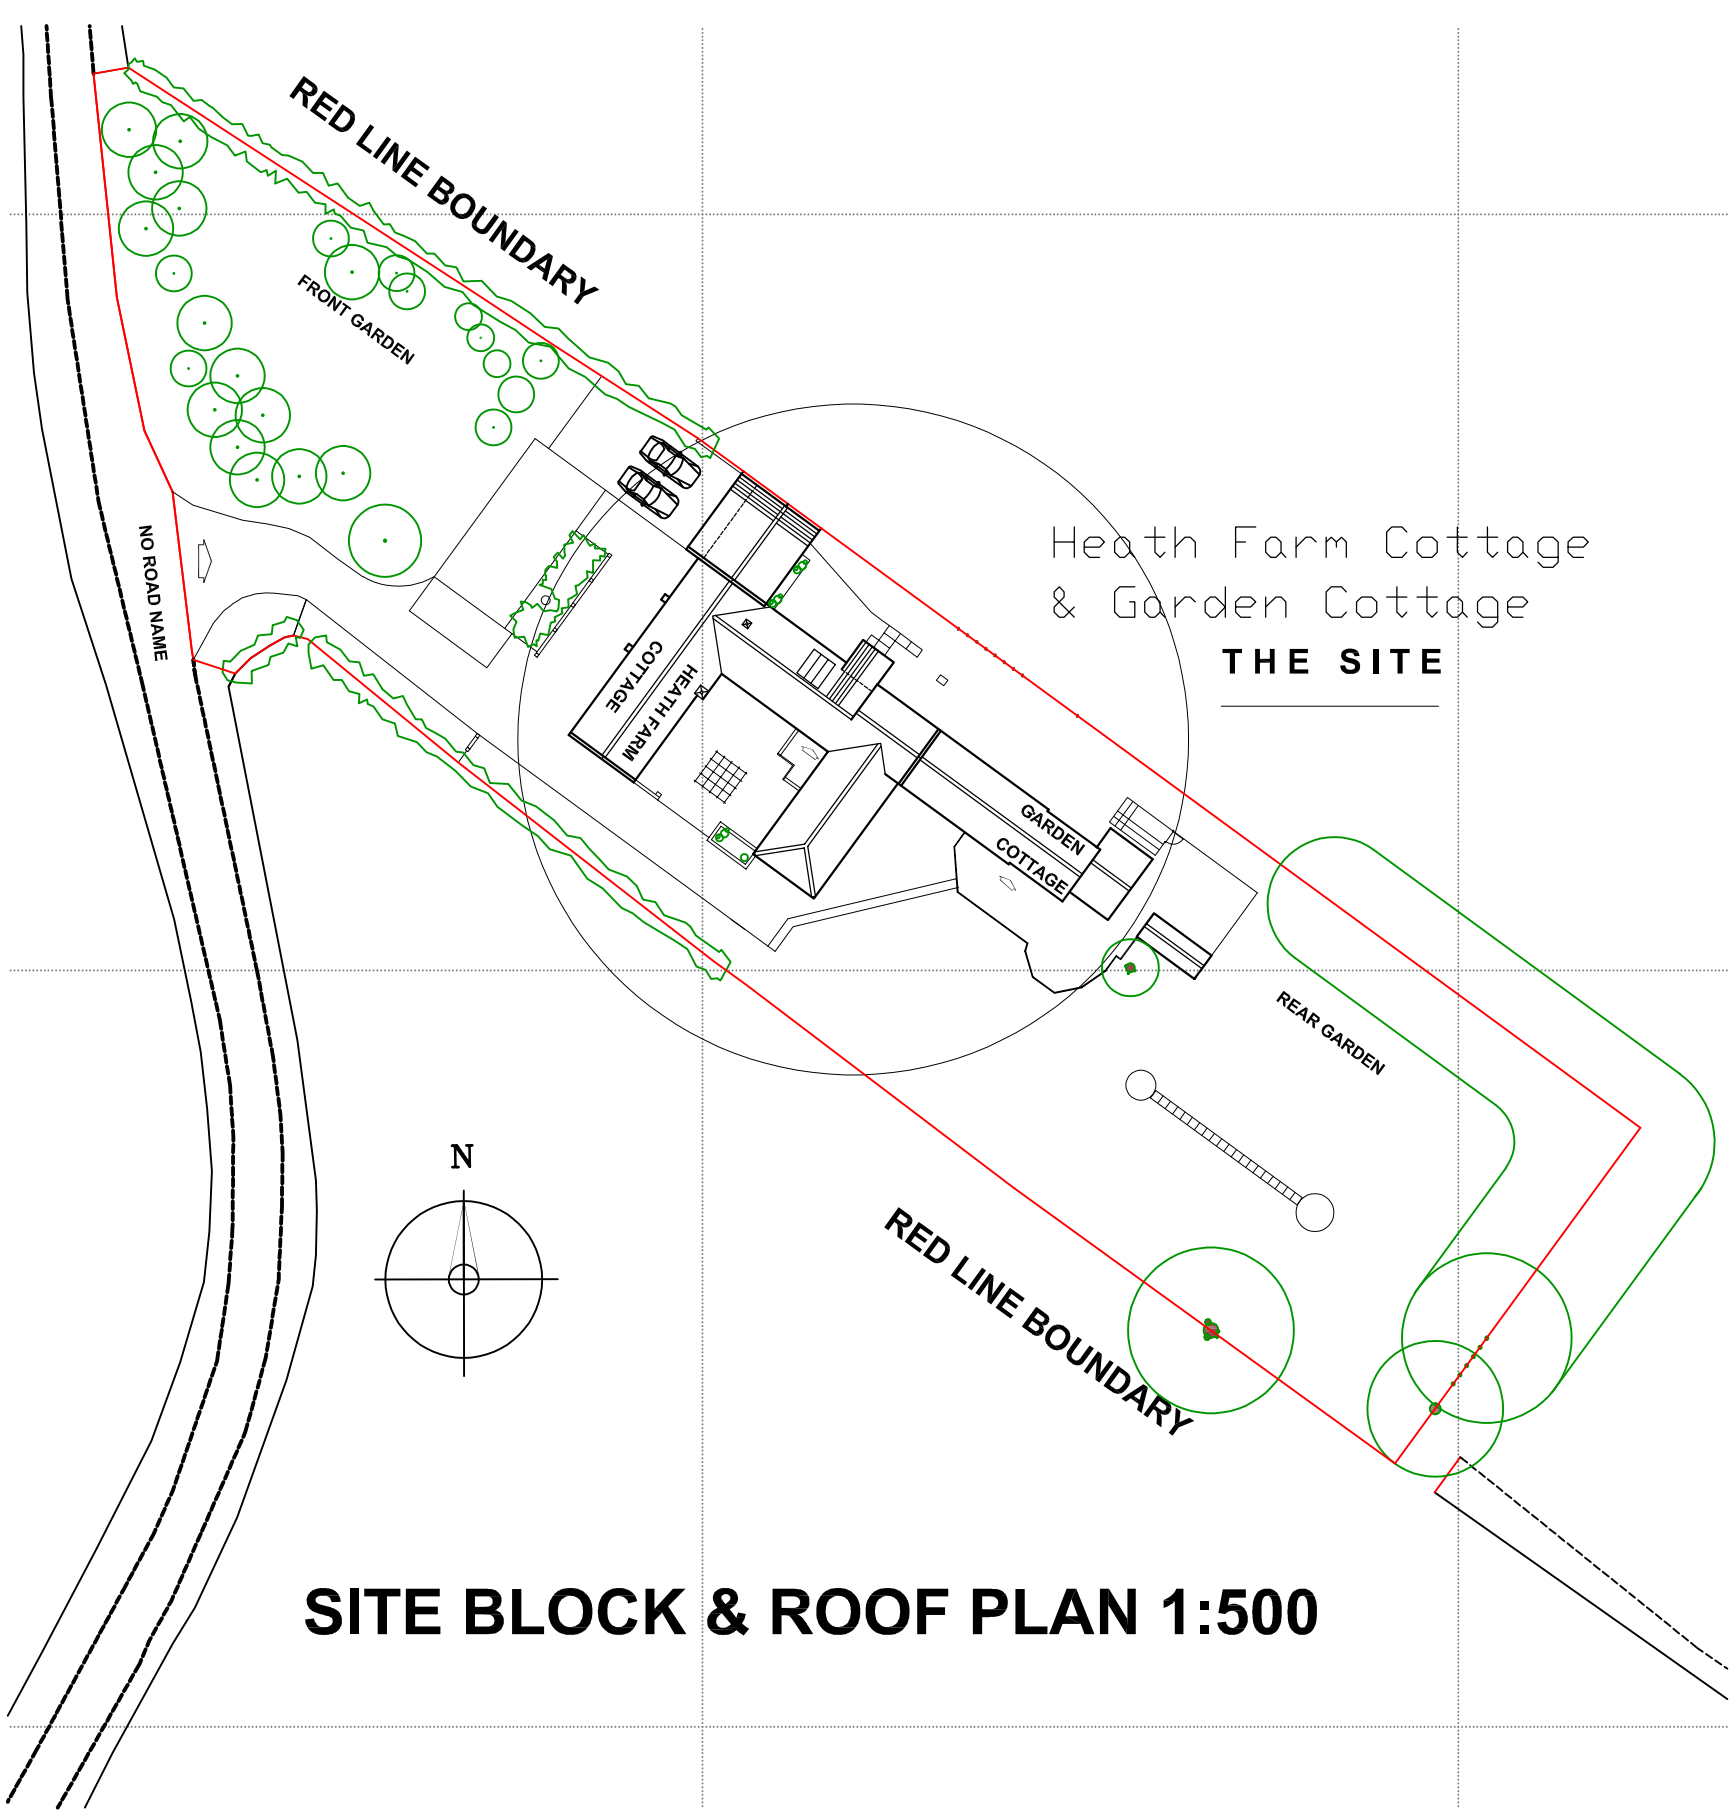 RED LINE BOUNDARY
FRONT GARDEN
NO ROAD NAME
Heath Farm Cottage
& Garden Cottage
THE SITE
HEATH FARM
COTTAGE
GARDEN
COTTAGE
REAR GARDEN
N
RED LINE BOUNDARY
SITE BLOCK & ROOF PLAN 1:500